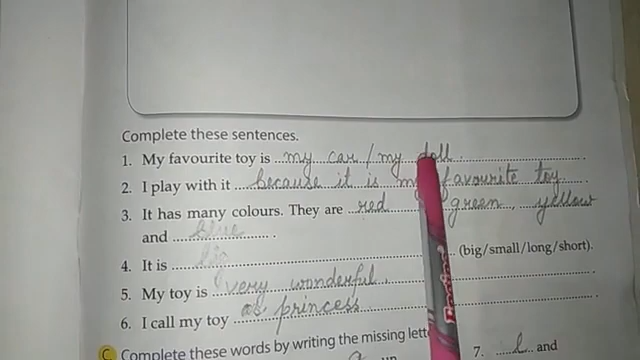 Complete these sentences.
1. My favourite toy is my car / my doll.
2. I play with it because it is my favourite toy.
3. It has many colours. They are red green, yellow
and blue.
4. It is (big/small/long/short).
5. My toy is very wonderful.
6. I call my toy as princess
C Complete these words by writing the missing lett
7. l and